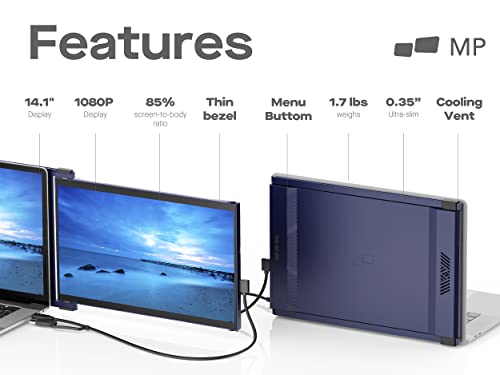 Features
MP
14.1"
Display
1080P
Display
85%
screen-to-body
ratio
Thin
bezel
Menu
Buttom
1.7 lbs
weighs
0.35”
Ultra-slim
Cooling
Vent